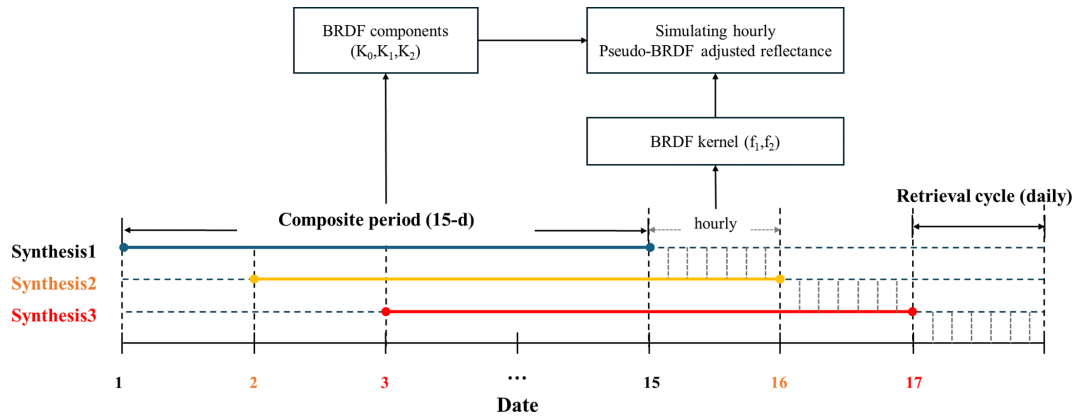 BRDF components
(K₀,K₁,K₂)
Simulating hourly
Pseudo-BRDF adjusted reflectance
BRDF kernel (f₁,f₂)
Retrieval cycle (daily)
Composite period (15-d)
hourly
Synthesis1
Synthesis2
Synthesis3
1 2 3 ... 15 16 17
Date